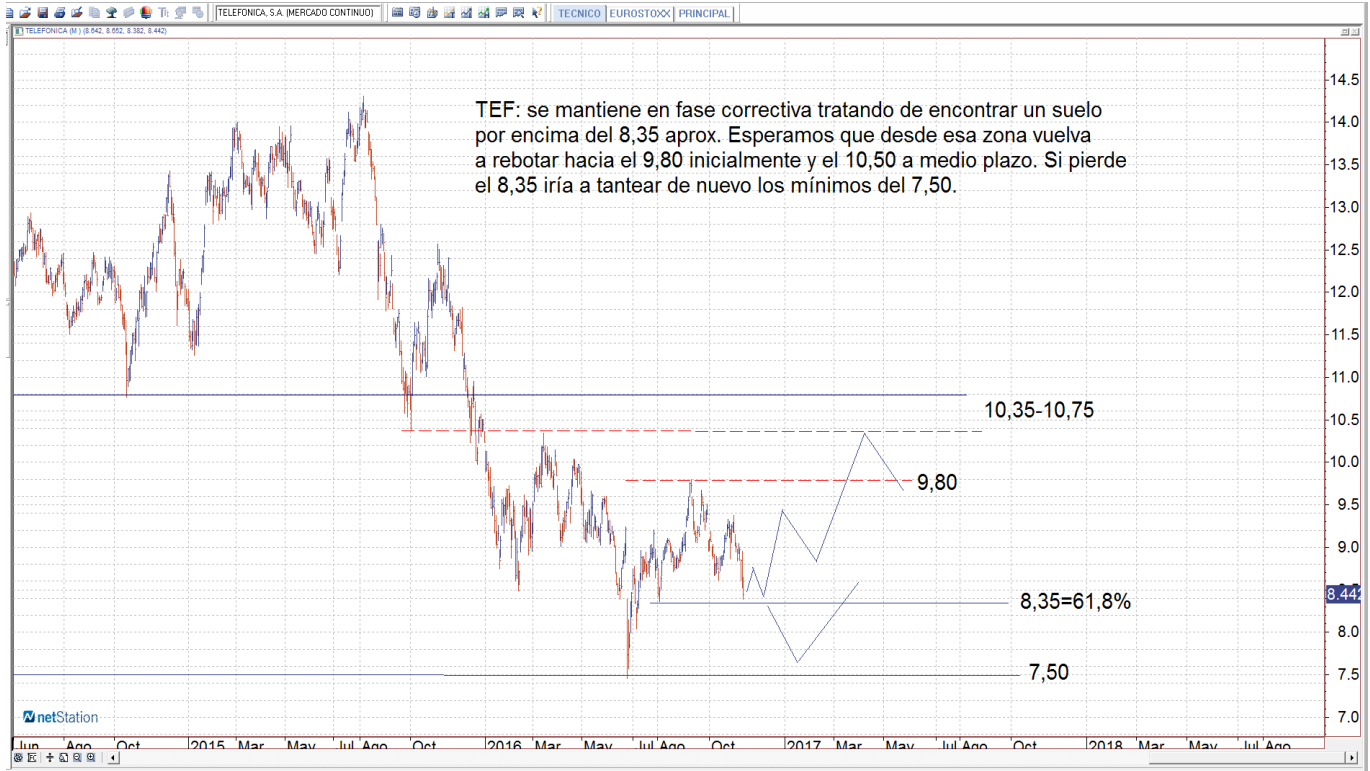 TELEFONICA, S.A. (MERCADO CONTINUO)
TECNICO EUROSTOXX PRINCIPAL
TELEFONICA (M ) (8.642, 8.652, 8.382, 8.442)
TEF: se mantiene en fase correctiva tratando de encontrar un suelo
por encima del 8,35 aprox. Esperamos que desde esa zona vuelva
a rebotar hacia el 9,80 inicialmente y el 10,50 a medio plazo. Si pierde
el 8,35 iría a tantear de nuevo los mínimos del 7,50.
14.5
14.0
13.5
13.0
12.5
12.0
11.5
11.0
10,35-10,75
10.5
10.0
9,80
9.5
9.0
8.442
8,35=61,8%
8.0
7,50
7.5
7.0
netStation
Jun Ago Oct 2015 Mar May Jul Ago Oct 2016 Mar May Jul Ago Oct 2017 Mar May Jul Ago Oct 2018 Mar May Jul Ago